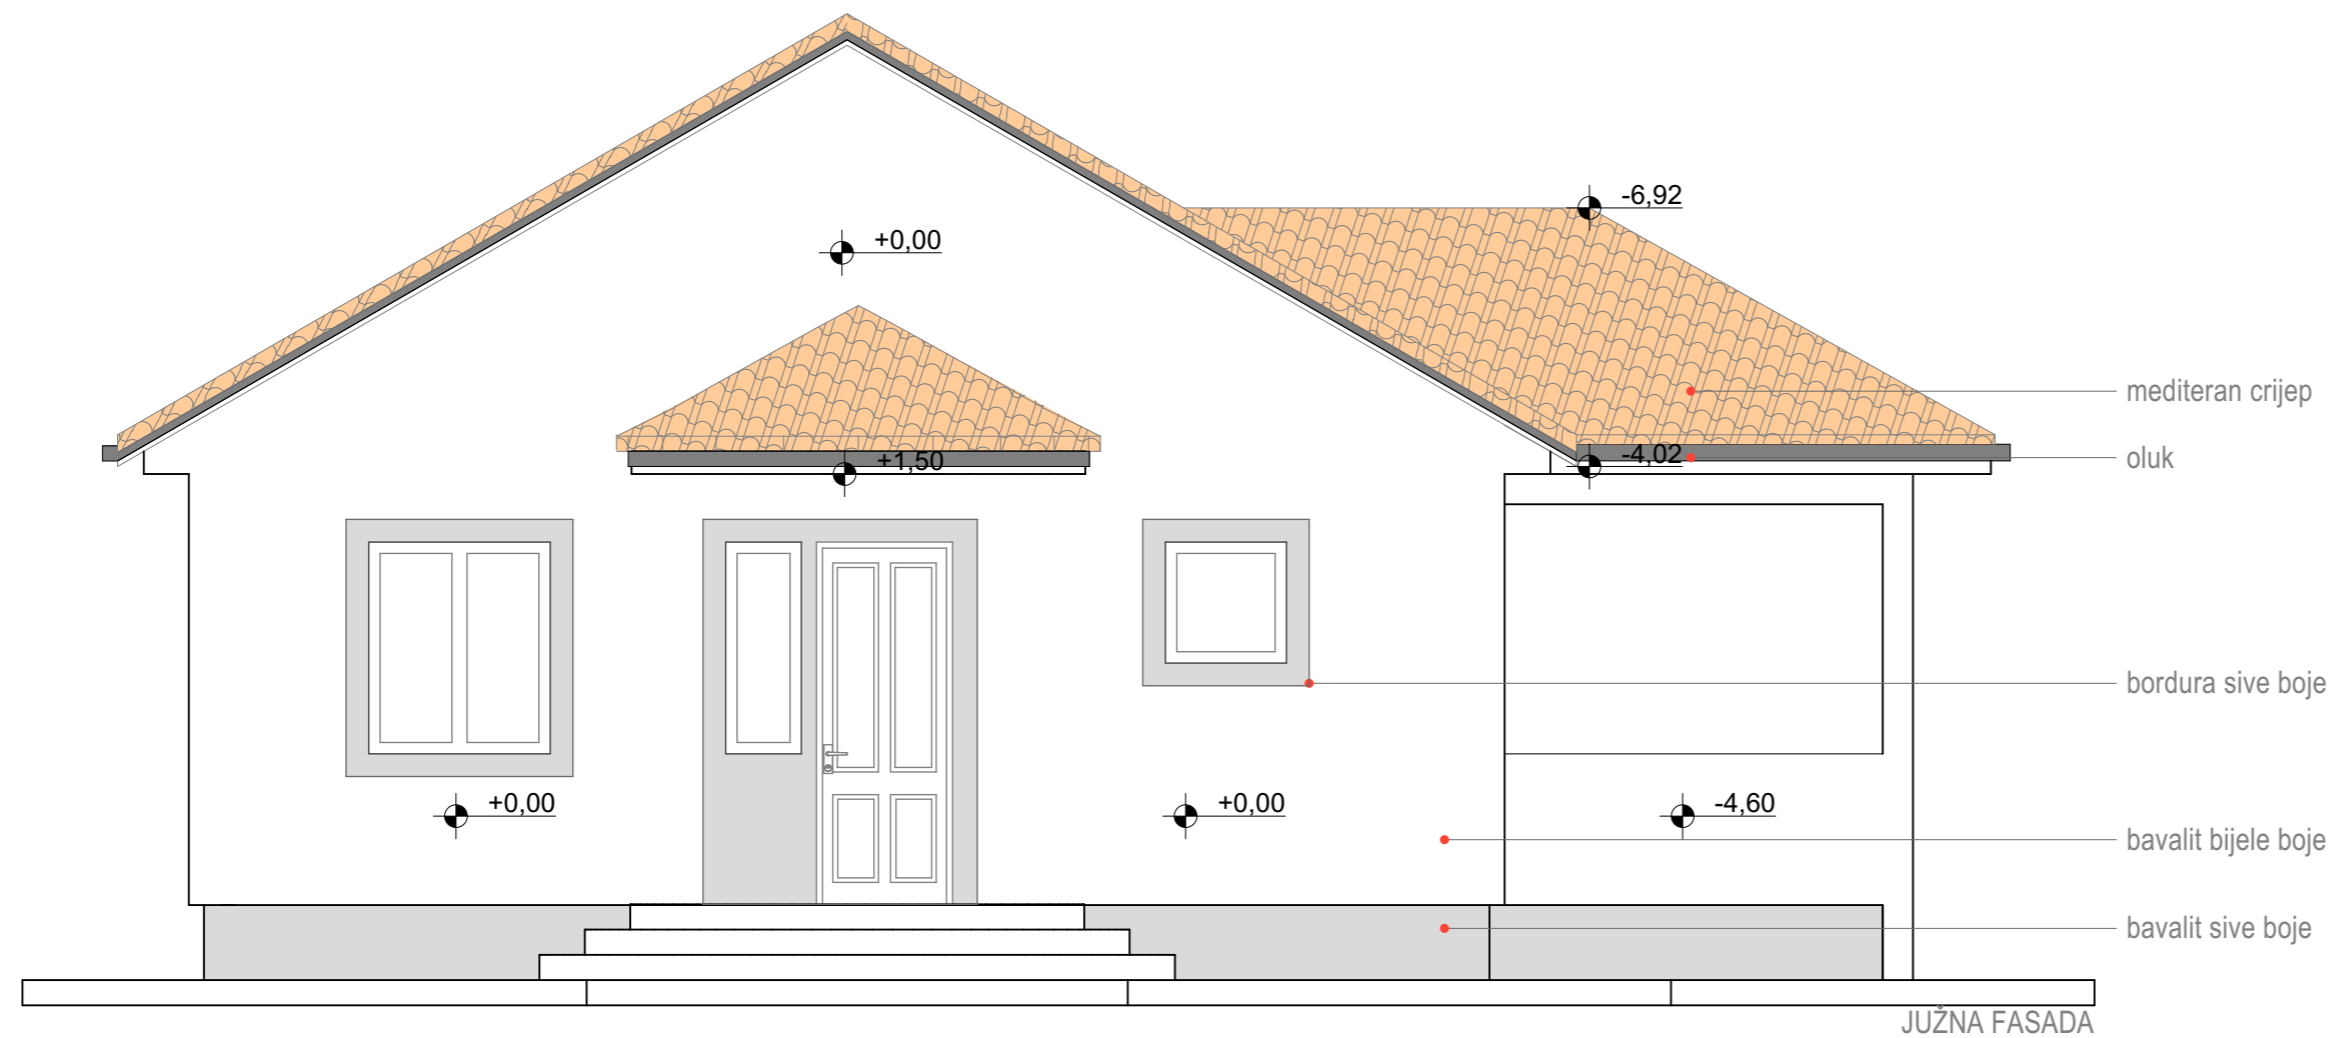 -6,92
+0,00
mediteran crijep
+1,50
-4,02
oluk
bordura sive boje
+0,00
+0,00
-4,60
bavalit bijele boje
bavalit sive boje
JUŽNA FASADA